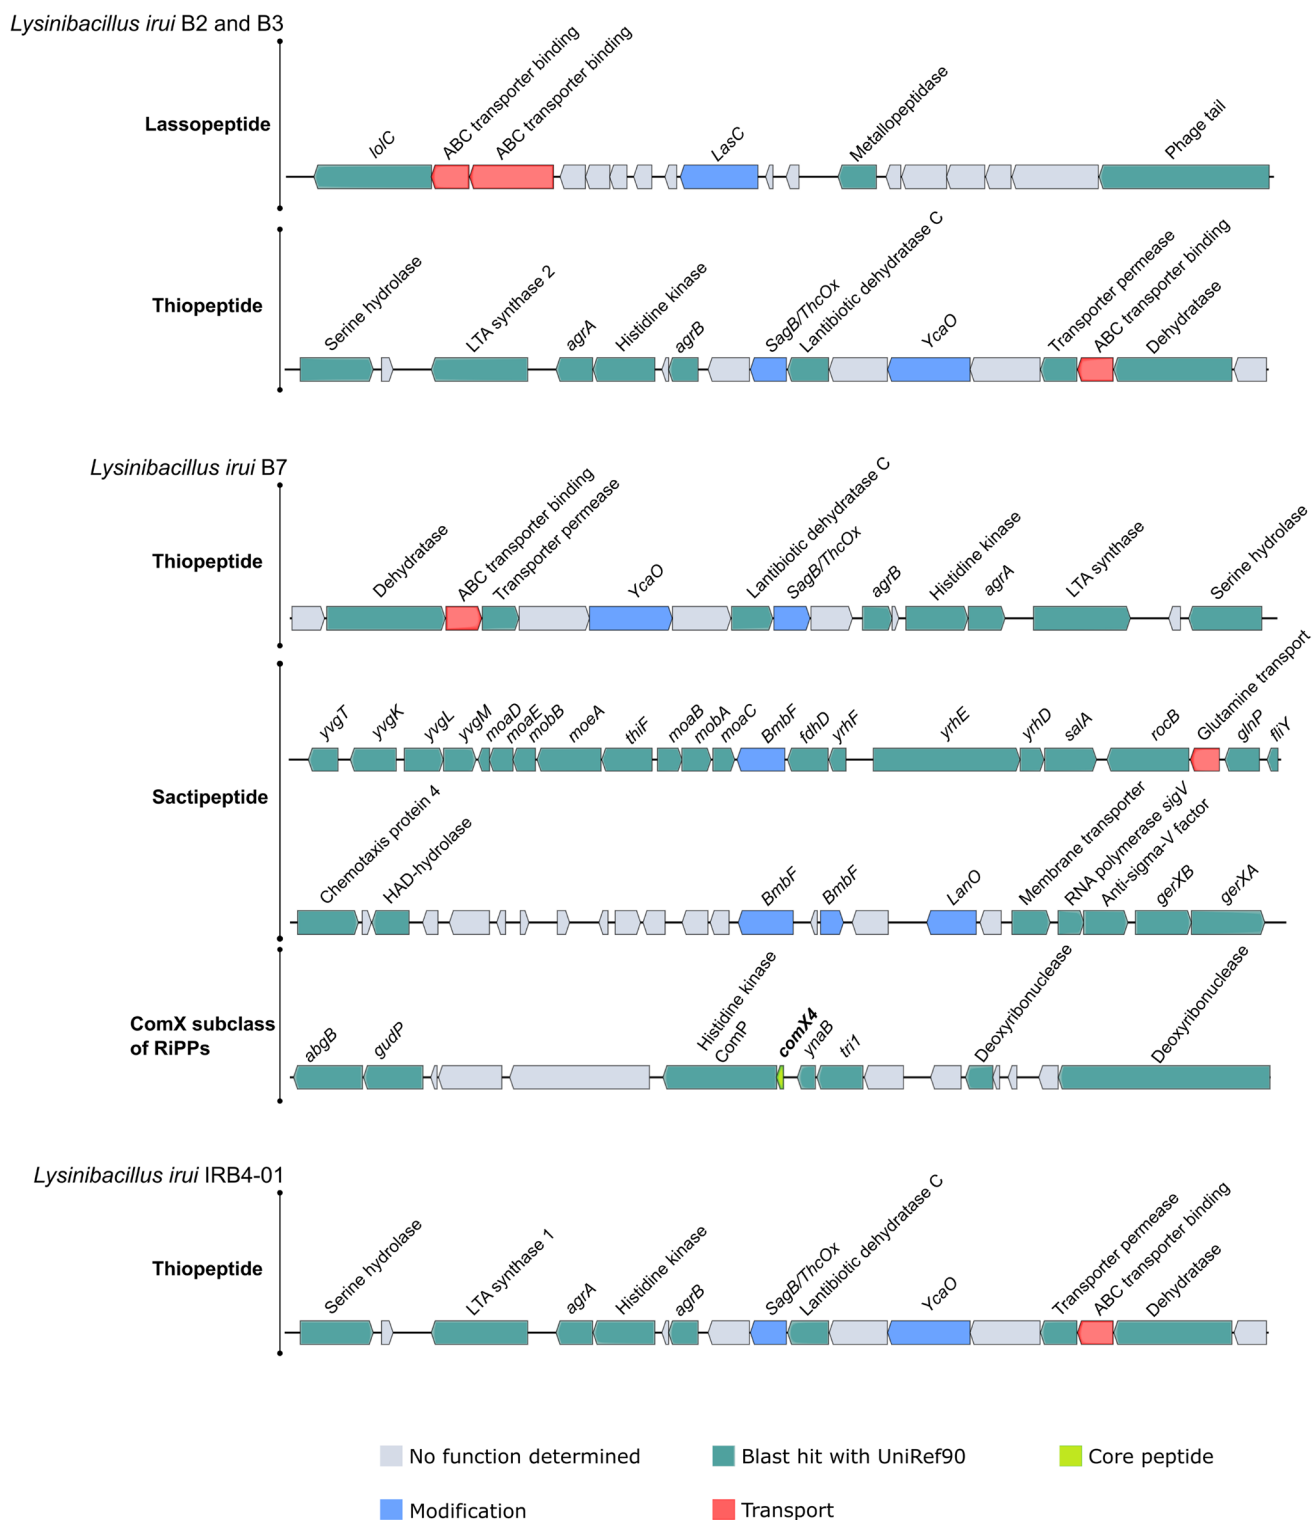 Lysinibacillus irui B2 and B3
Lassopeptide
lolC
ABC transporter binding
ABC transporter binding
LasC
Metallopeptidase
Phage tail
Thiopeptide
Serine hydrolase
LTA synthase 2
agrA
Histidine kinase
agrB
SagB/ThcOx
Lantibiotic dehydratase C
YcaO
Transporter permease
ABC transporter binding
Dehydratase
Lysinibacillus irui B7
Thiopeptide
Dehydratase
ABC transporter binding
Transporter permease
YcaO
Lantibiotic dehydratase C
SagB/ThcOx
agrB
Histidine kinase
agrA
LTA synthase
Serine hydrolase
Sactipeptide
yvgT
yvgK
yvgL
yvgM
moaD
moaE
mobB
moeA
thiF
moaB
mobA
moaC
BmbF
fdhD
yrhF
yrhE
yrhD
salA
rocB
Glutamine transport
glnP
fliY
Chemotaxis protein 4
HAD-hydrolase
BmbF
BmbF
LanO
Membrane transporter
RNA polymerase sigV
Anti-sigma-V factor
gerXB
gerXA
ComX subclass
of RiPPs
abgB
gudP
Histidine kinase
ComP
comX4
ynaB
tri1
Deoxyribonuclease
Deoxyribonuclease
Lysinibacillus irui IRB4-01
Thiopeptide
Serine hydrolase
LTA synthase 1
agrA
Histidine kinase
agrB
SagB/ThcOx
Lantibiotic dehydratase C
YcaO
Transporter permease
ABC transporter binding
Dehydratase
No function determined
Blast hit with UniRef90
Core peptide
Modification
Transport